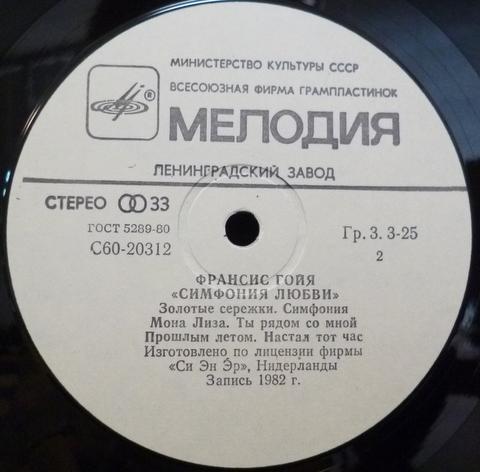 МИНИСТЕРСТВО КУЛЬТУРЫ СССР
ВСЕСОЮЗНАЯ ФИРМА ГРАМПЛАСТИНОК
®
МЕЛОДИЯ
ЛЕНИНГРАДСКИЙ ЗАВОД
СТЕРЕО 33
ГОСТ 5289-80
С60-20312
Гр. 3. 3-25
2
ФРАНСИС ГОЙЯ
«СИМФОНИЯ ЛЮБВИ»
Золотые сережки. Симфония
Мона Лиза. Ты рядом со мной
Прошлым летом. Настал тот час
Изготовлено по лицензии фирмы
«Си Эн Эр», Нидерланды
Запись 1982 г.